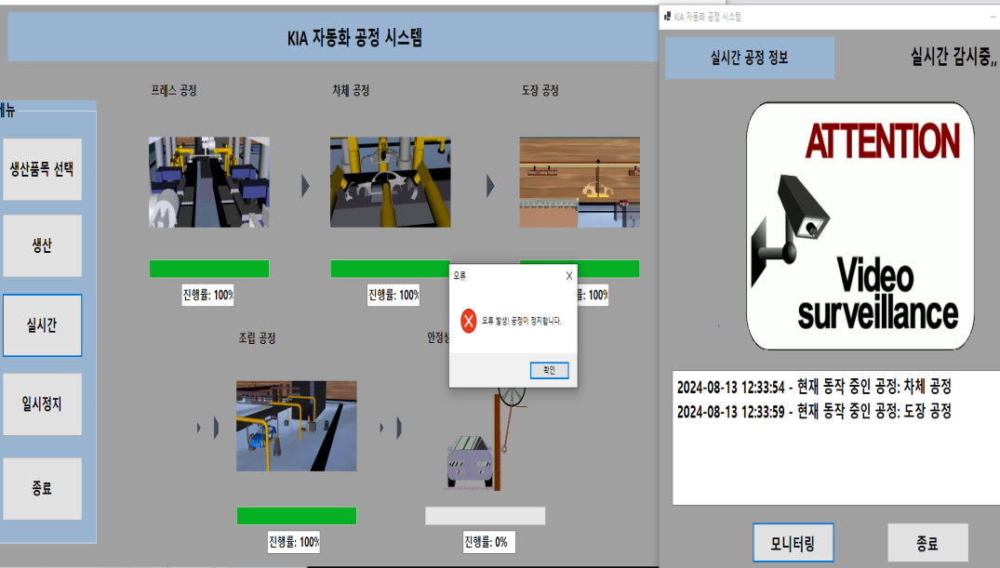 KIA 자동화 공정 시스템
KIA 자동화 공정 시스템
실시간 공정 정보
실시간 감시중,,
메뉴
생산품목 선택
생산
실시간
일시정지
종료
프레스 공정
차체 공정
도장 공정
진행률: 100%
진행률: 100%
률: 100%
조립 공정
안정성
진행률: 100%
진행률: 0%
오류
X
오류 발생! 공정이 정지합니다.
확인
ATTENTION
Video
surveillance
2024-08-13 12:33:54 - 현재 동작 중인 공정: 차체 공정
2024-08-13 12:33:59 - 현재 동작 중인 공정: 도장 공정
모니터링
종료